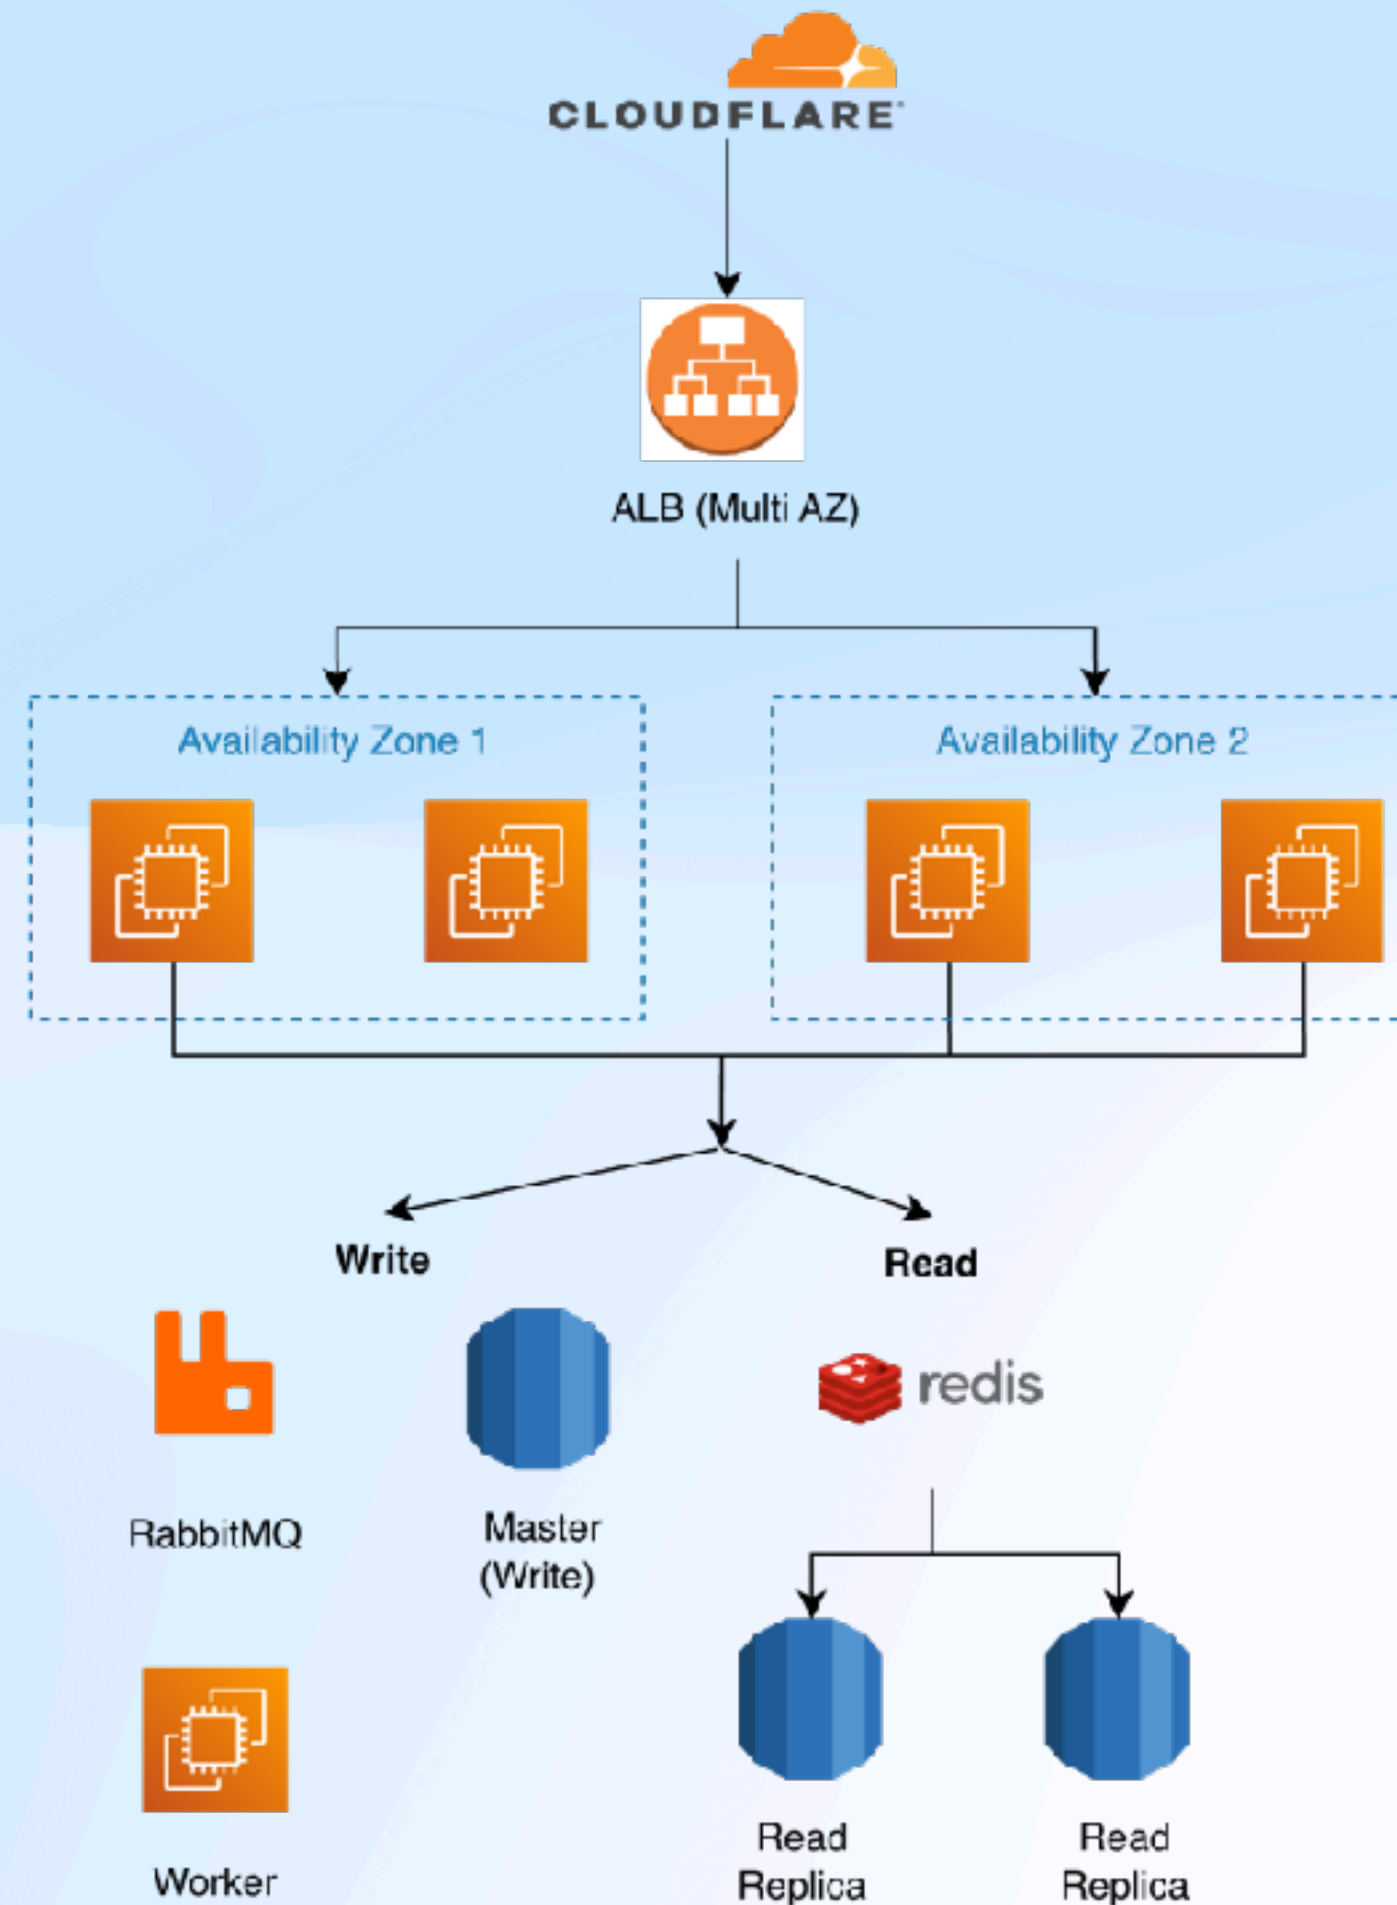 CLOUDFLARE
ALB (Multi AZ)
Availability Zone 1
Availability Zone 2
Write
Read
redis
RabbitMQ
Master
(Write)
Worker
Read
Replica
Read
Replica